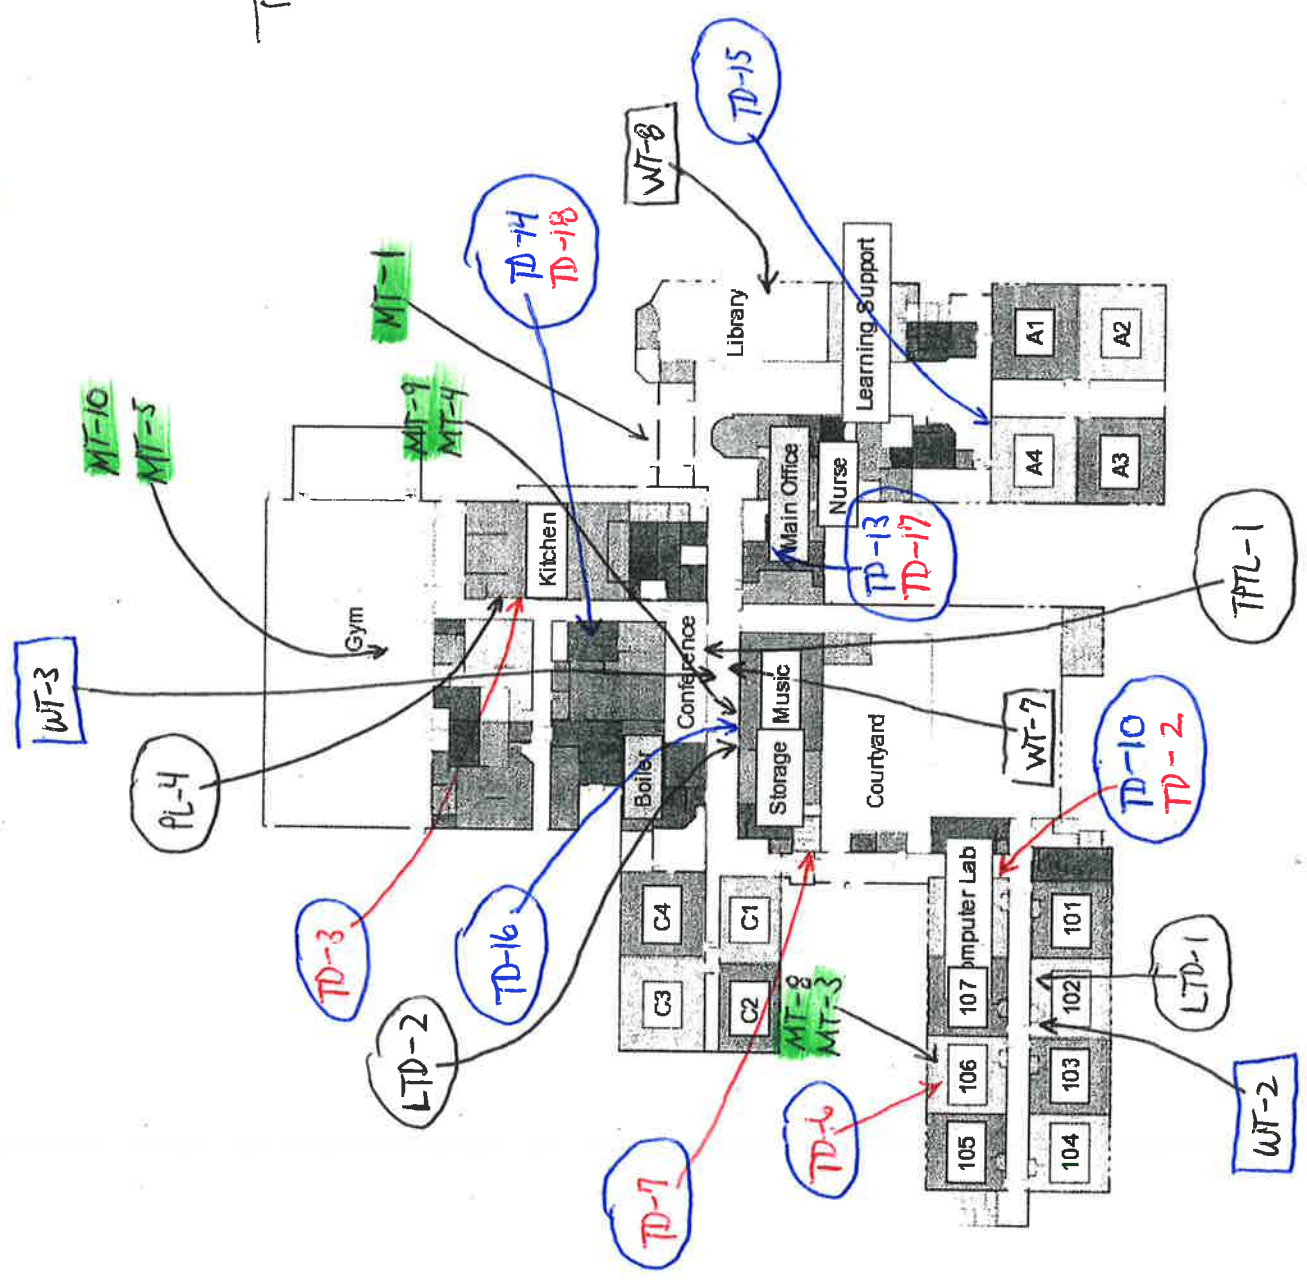 WT-3
MT-10
MT-5
PL-4
TD-3
Gym
MT-1
LTD-2
MT-9
MT-4
TD-16
TD-14
TD-18
Kitchen
Boiler
WT-8
TD-7
C3 C4
Conference
Library
TD-15
C2 C1
Storage Music Main Office
MT-8
MT-3
TD-6
Nurse
Learning Support
Courtyard
TD-13
TD-17
105 106 107 omputer Lab
A4 A1
WT-7
104 103 102 101
A3 A2
TD-10
TD-2
LTD-1
TPTL-1
WT-2